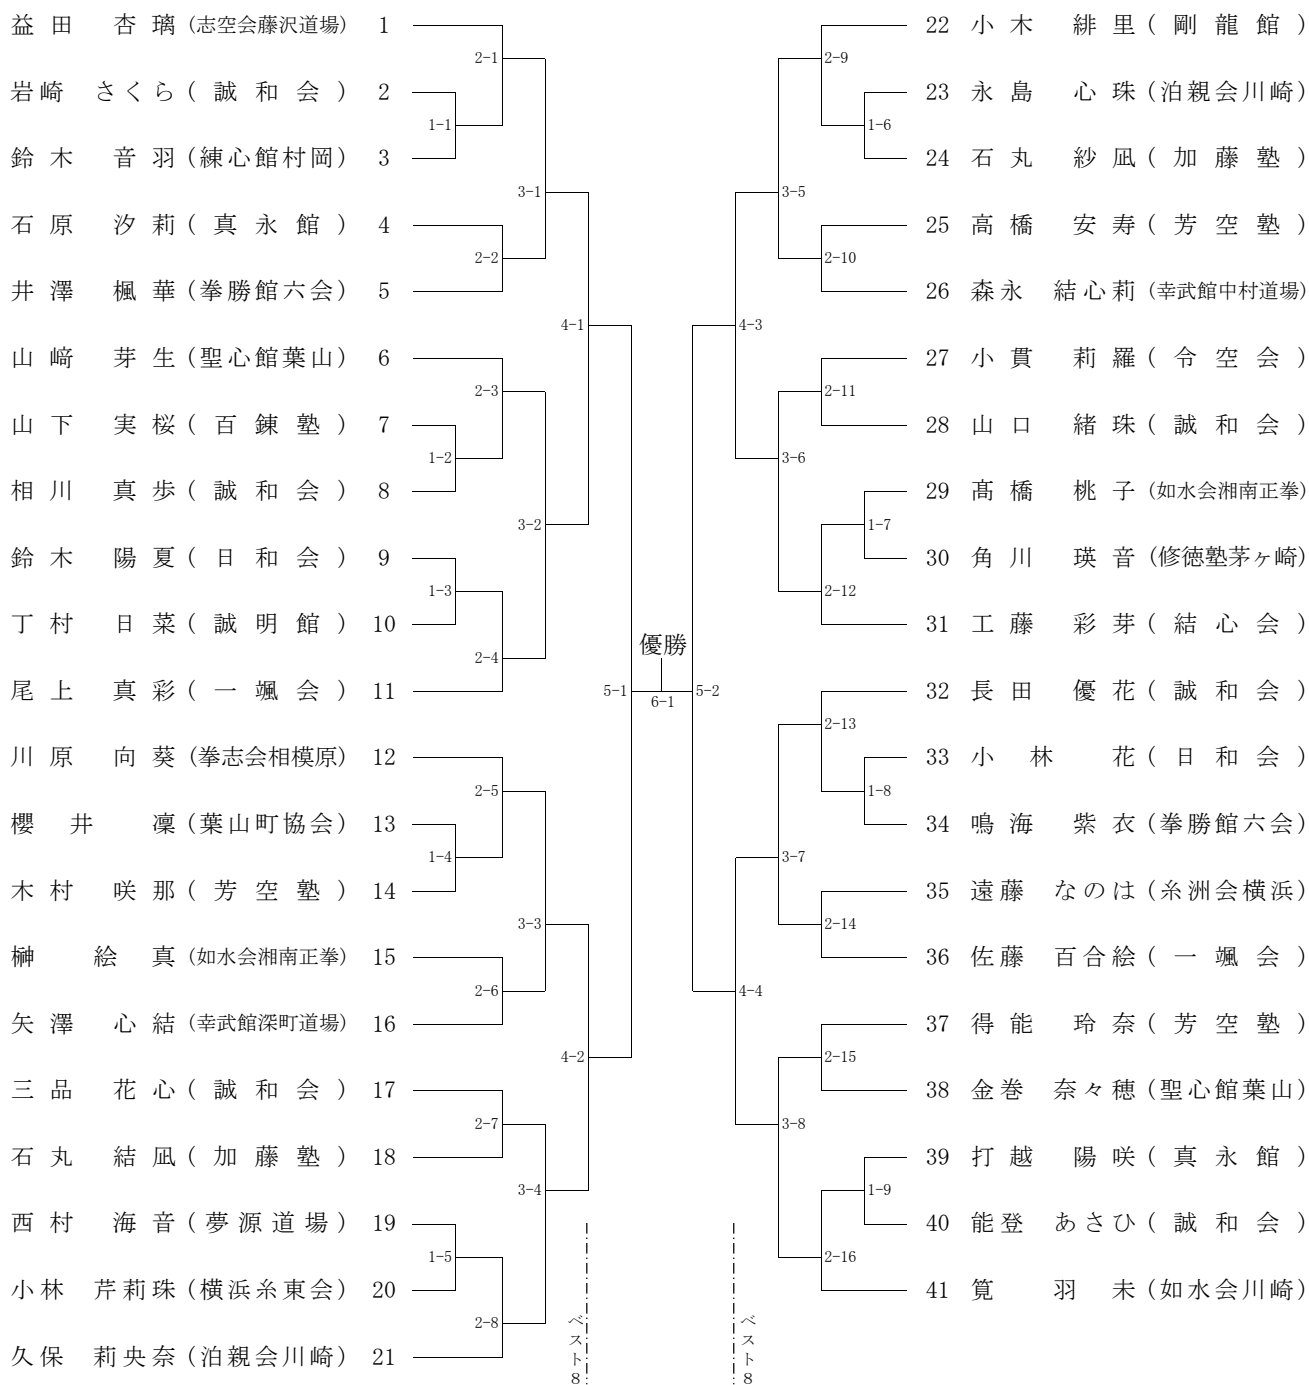 益田 杏璃 (志空会藤沢道場) 1
2-1
岩崎 さくら (誠和会) 2
1-1
鈴木 音羽 (練心館村岡) 3
3-1
石原 汐莉 (真永館) 4
2-2
井澤 楓華 (拳勝館六会) 5
4-1
山﨑 芽生 (聖心館葉山) 6
2-3
山下 実桜 (百錬塾) 7
1-2
相川 真歩 (誠和会) 8
3-2
鈴木 陽夏 (日和会) 9
1-3
丁村 日菜 (誠明館) 10
2-4
尾上 真彩 (一颯会) 11
5-1
川原 向葵 (拳志会相模原) 12
2-5
櫻井 凜 (葉山町協会) 13
1-4
木村 咲那 (芳空塾) 14
3-3
榊 絵真 (如水会湘南正拳) 15
2-6
矢澤 心結 (幸武館深町道場) 16
4-2
三品 花心 (誠和会) 17
2-7
石丸 結凪 (加藤塾) 18
3-4
西村 海音 (夢源道場) 19
1-5
小林 芹莉珠 (横浜糸東会) 20
2-8
久保 莉央奈 (泊親会川崎) 21
ベスト8
優勝
6-1
22 小木 緋里 (剛龍館)
2-9
23 永島 心珠 (泊親会川崎)
1-6
24 石丸 紗凪 (加藤塾)
3-5
25 高橋 安寿 (芳空塾)
2-10
26 森永 結心莉 (幸武館中村道場)
4-3
27 小貫 莉羅 (令空会)
2-11
28 山口 緒珠 (誠和会)
3-6
29 髙橋 桃子 (如水会湘南正拳)
1-7
30 角川 瑛音 (修徳塾茅ヶ崎)
2-12
31 工藤 彩芽 (結心会)
5-2
32 長田 優花 (誠和会)
2-13
33 小林 花 (日和会)
1-8
34 鳴海 紫衣 (拳勝館六会)
3-7
35 遠藤 なのは (糸洲会横浜)
2-14
36 佐藤 百合絵 (一颯会)
4-4
37 得能 玲奈 (芳空塾)
2-15
38 金巻 奈々穂 (聖心館葉山)
3-8
39 打越 陽咲 (真永館)
1-9
40 能登 あさひ (誠和会)
2-16
41 筧 羽未 (如水会川崎)
ベスト8